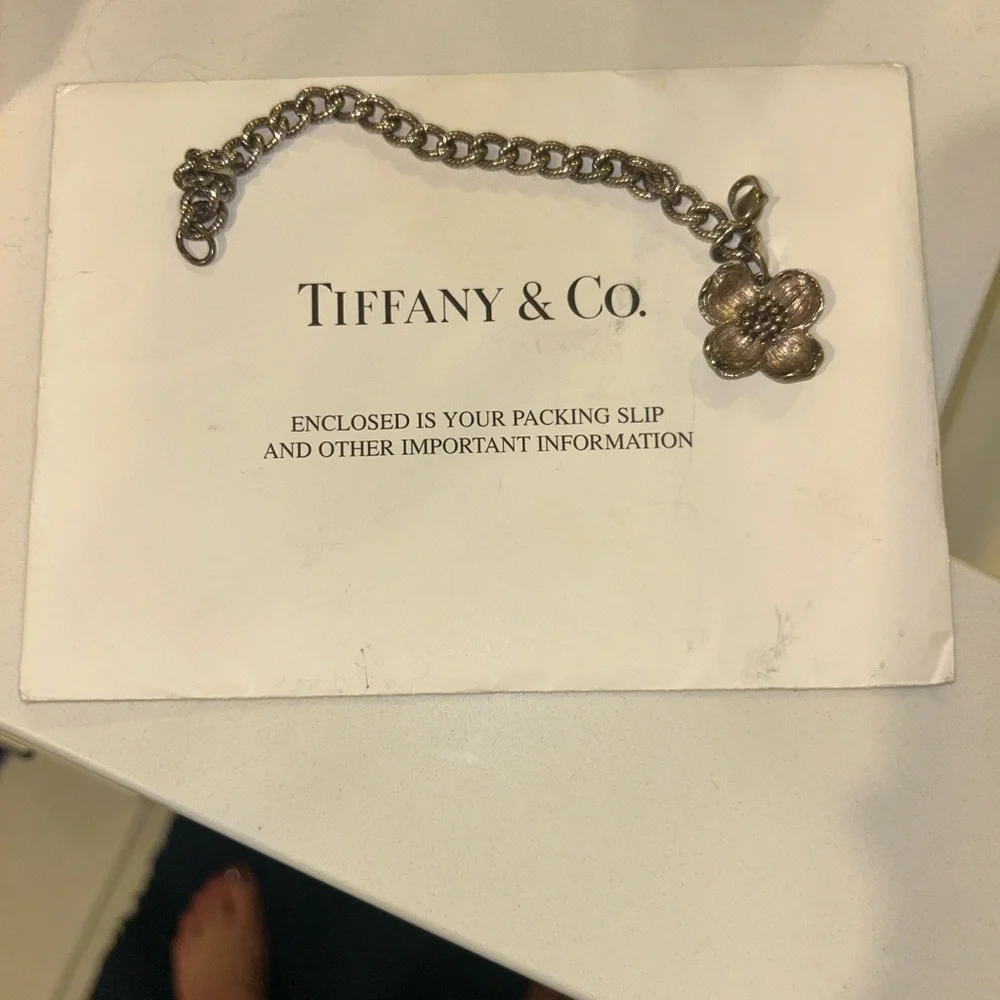 TIFFANY & CO.
ENCLOSED IS YOUR PACKING SLIP
AND OTHER IMPORTANT INFORMATION